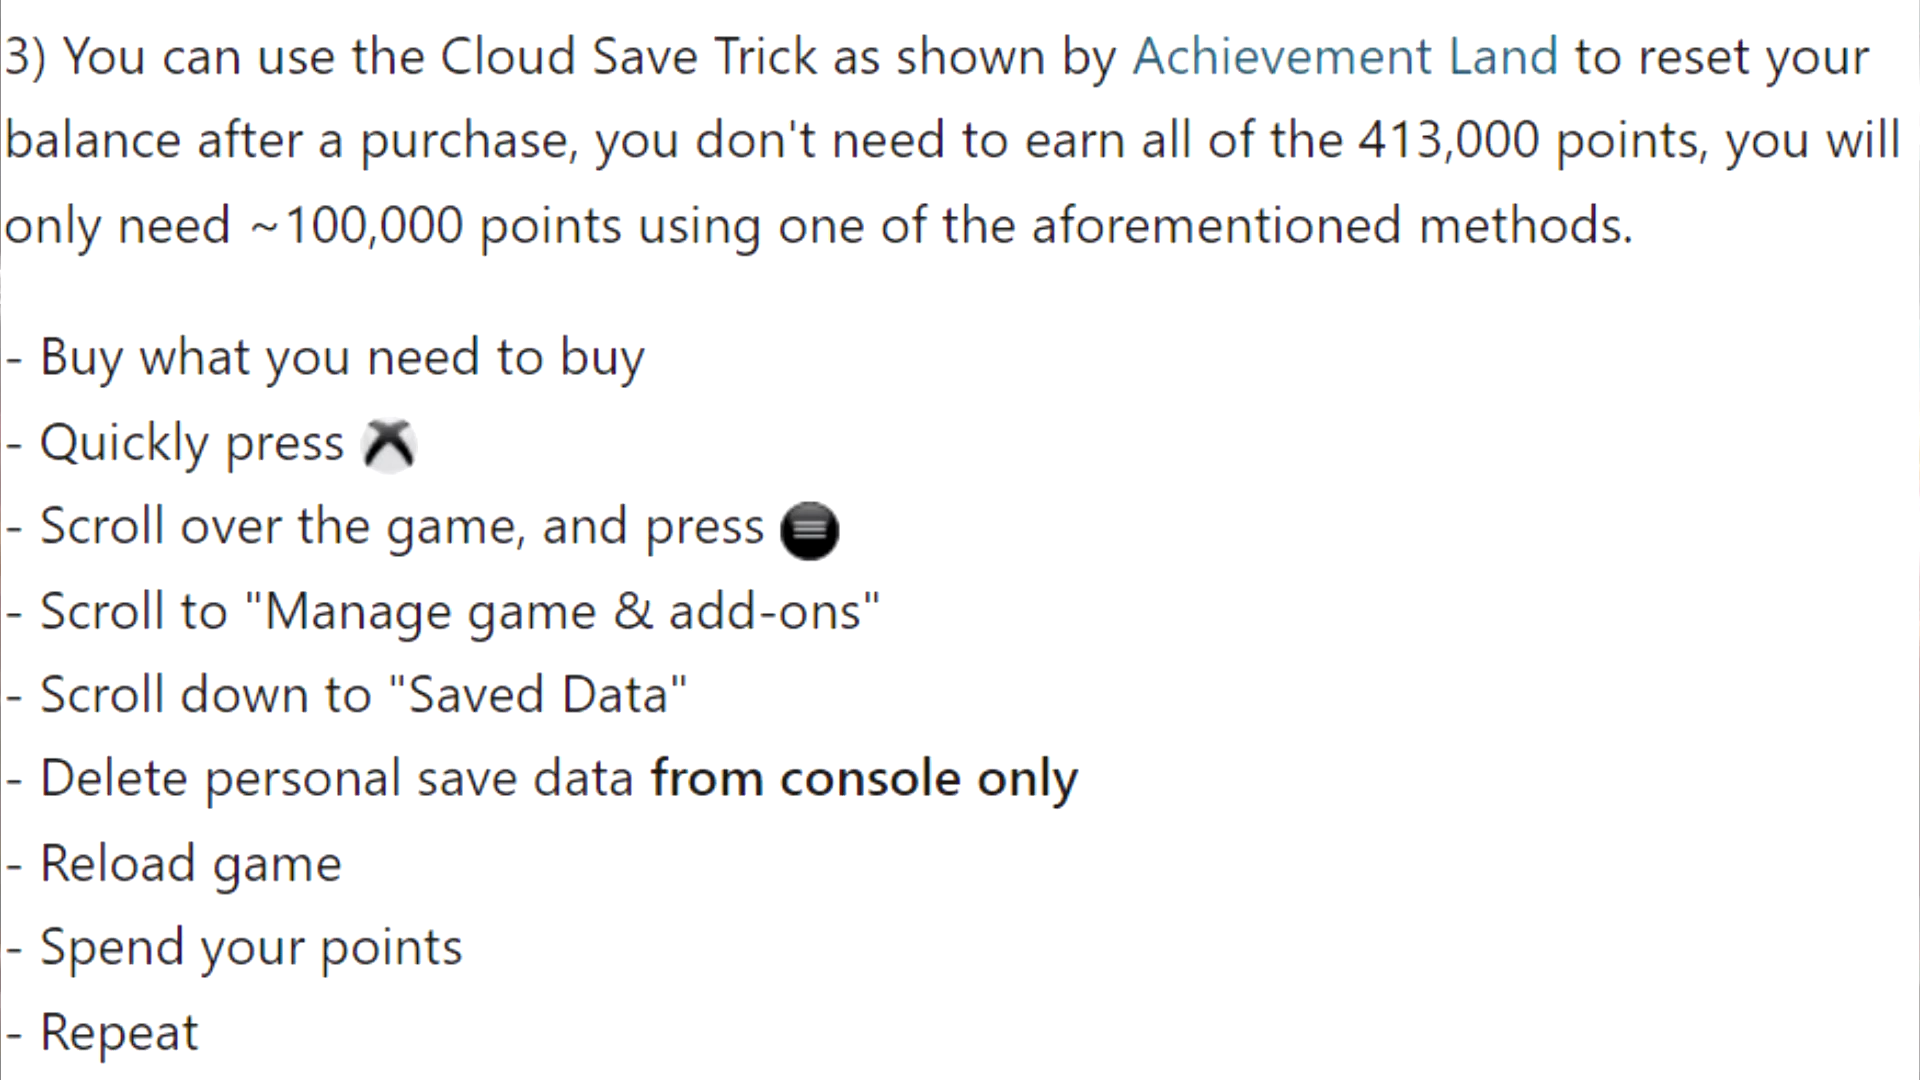 3) You can use the Cloud Save Trick as shown by Achievement Land to reset your
balance after a purchase, you don't need to earn all of the 413,000 points, you will
only need ~100,000 points using one of the aforementioned methods.
- Buy what you need to buy
- Quickly press
- Scroll over the game, and press
- Scroll to "Manage game & add-ons"
- Scroll down to "Saved Data"
- Delete personal save data from console only
- Reload game
- Spend your points
- Repeat